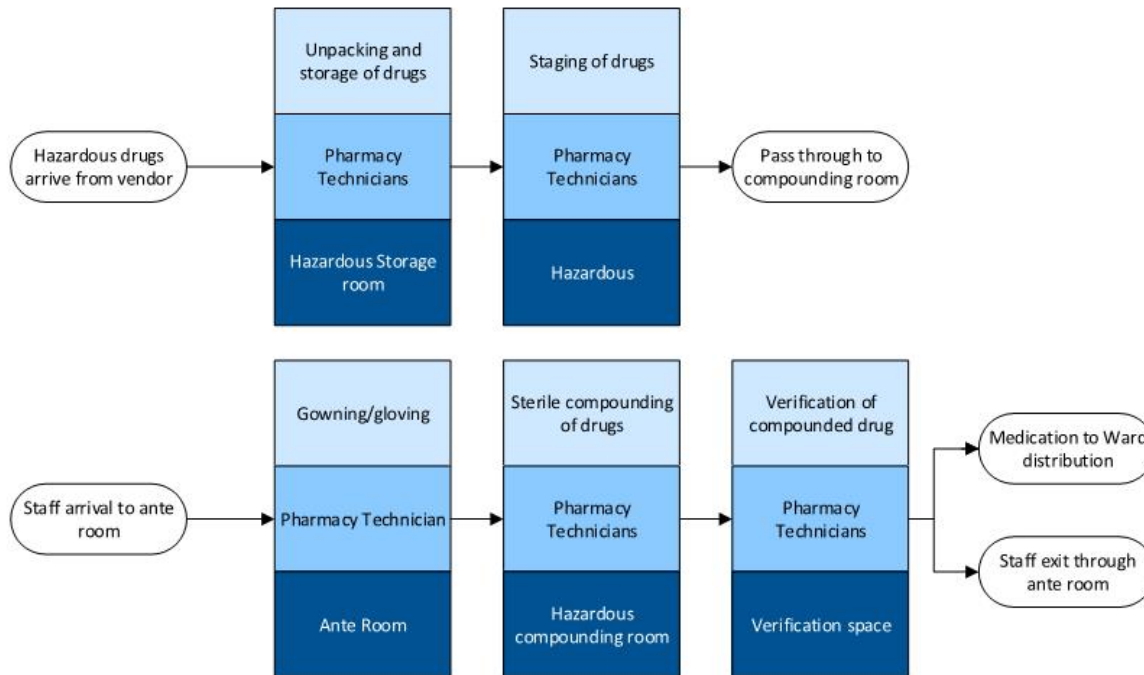 Unpacking and
storage of drugs
Staging of drugs
Hazardous drugs
arrive from vendor
Pharmacy
Technicians
Pharmacy
Technicians
Pass through to
compounding room
Hazardous Storage
room
Hazardous
Gowning/gloving
Sterile compounding
of drugs
Verification of
compounded drug
Medication to Ward
distribution
Staff arrival to ante
room
Pharmacy Technician
Pharmacy
Technicians
Pharmacy
Technicians
Staff exit through
ante room
Ante Room
Hazardous
compounding room
Verification space